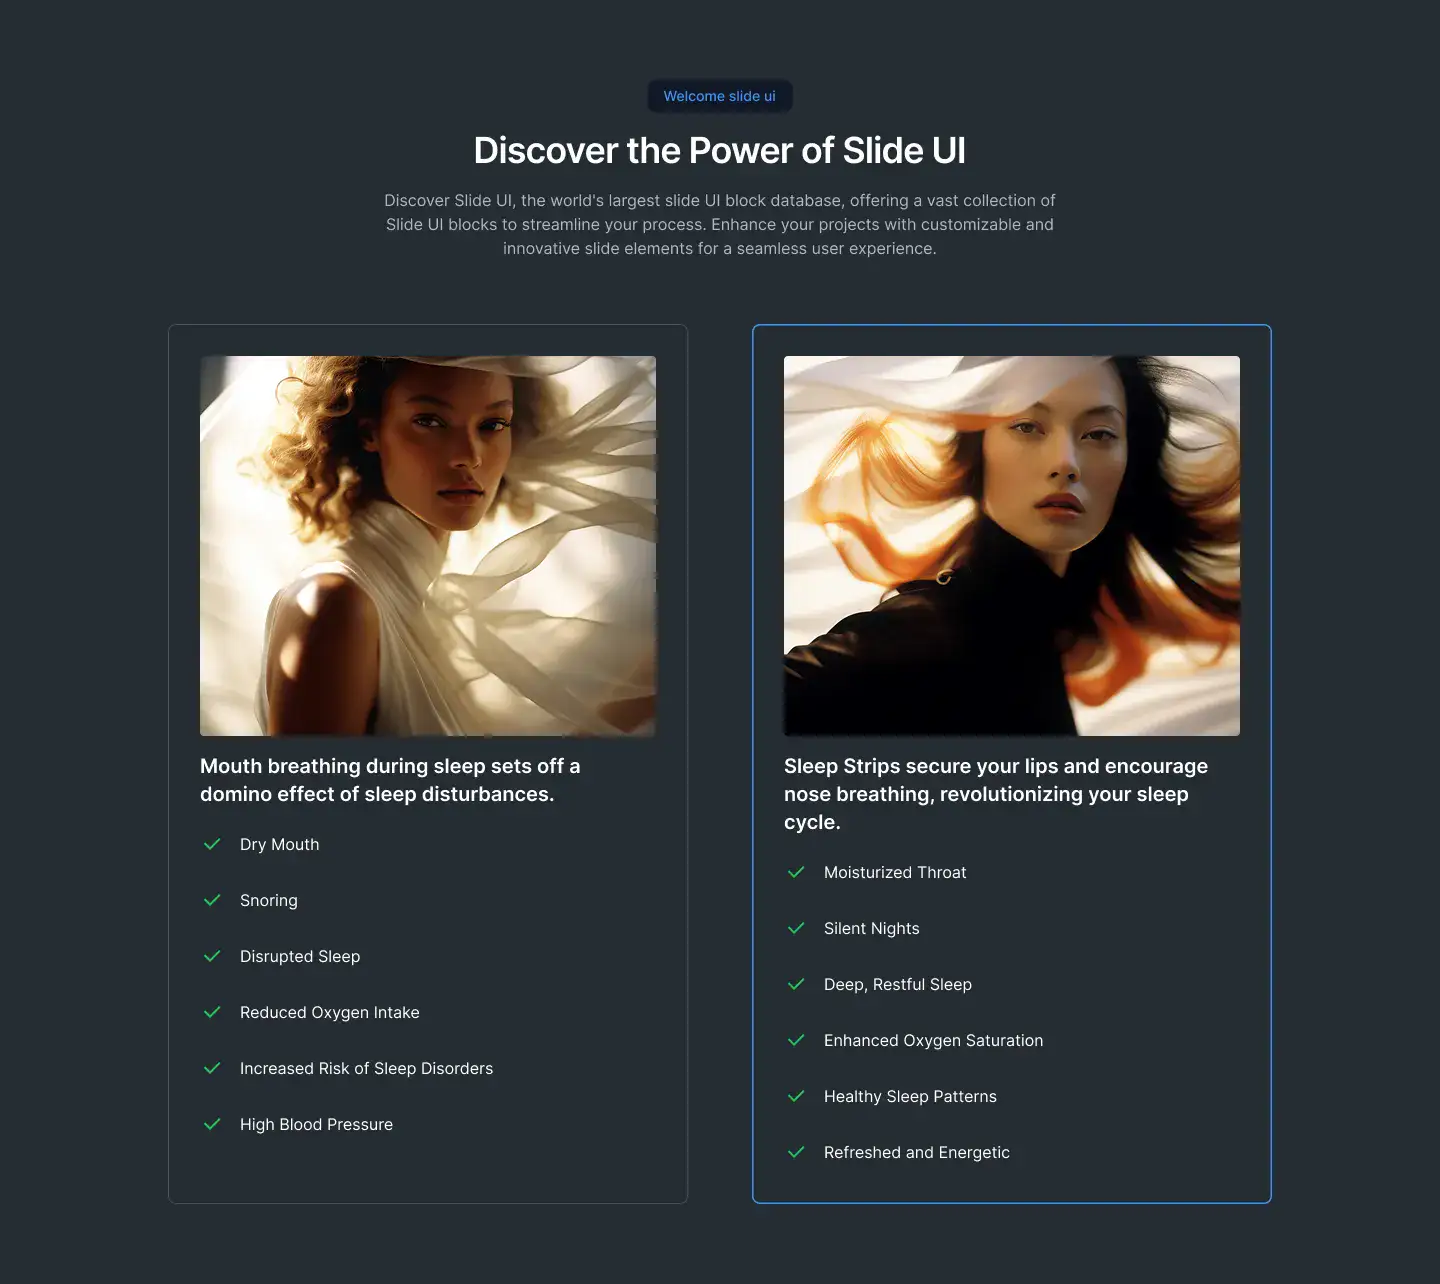 Welcome slide ui
Discover the Power of Slide UI
Discover Slide UI, the world's largest slide UI block database, offering a vast collection of
Slide UI blocks to streamline your process. Enhance your projects with customizable and
innovative slide elements for a seamless user experience.
Mouth breathing during sleep sets off a
domino effect of sleep disturbances.
Dry Mouth
Snoring
Disrupted Sleep
Reduced Oxygen Intake
Increased Risk of Sleep Disorders
High Blood Pressure
Sleep Strips secure your lips and encourage
nose breathing, revolutionizing your sleep
cycle.
Moisturized Throat
Silent Nights
Deep, Restful Sleep
Enhanced Oxygen Saturation
Healthy Sleep Patterns
Refreshed and Energetic